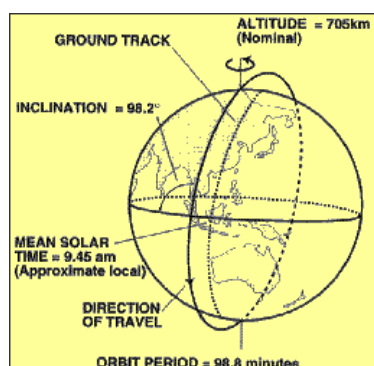 ALTITUDE = 705km
(Nominal)
GROUND TRACK
INCLINATION = 98.2°
MEAN SOLAR
TIME = 9.45 am
(Approximate local)
DIRECTION
OF TRAVEL
ORBIT PERIOD = 98.8 minutes